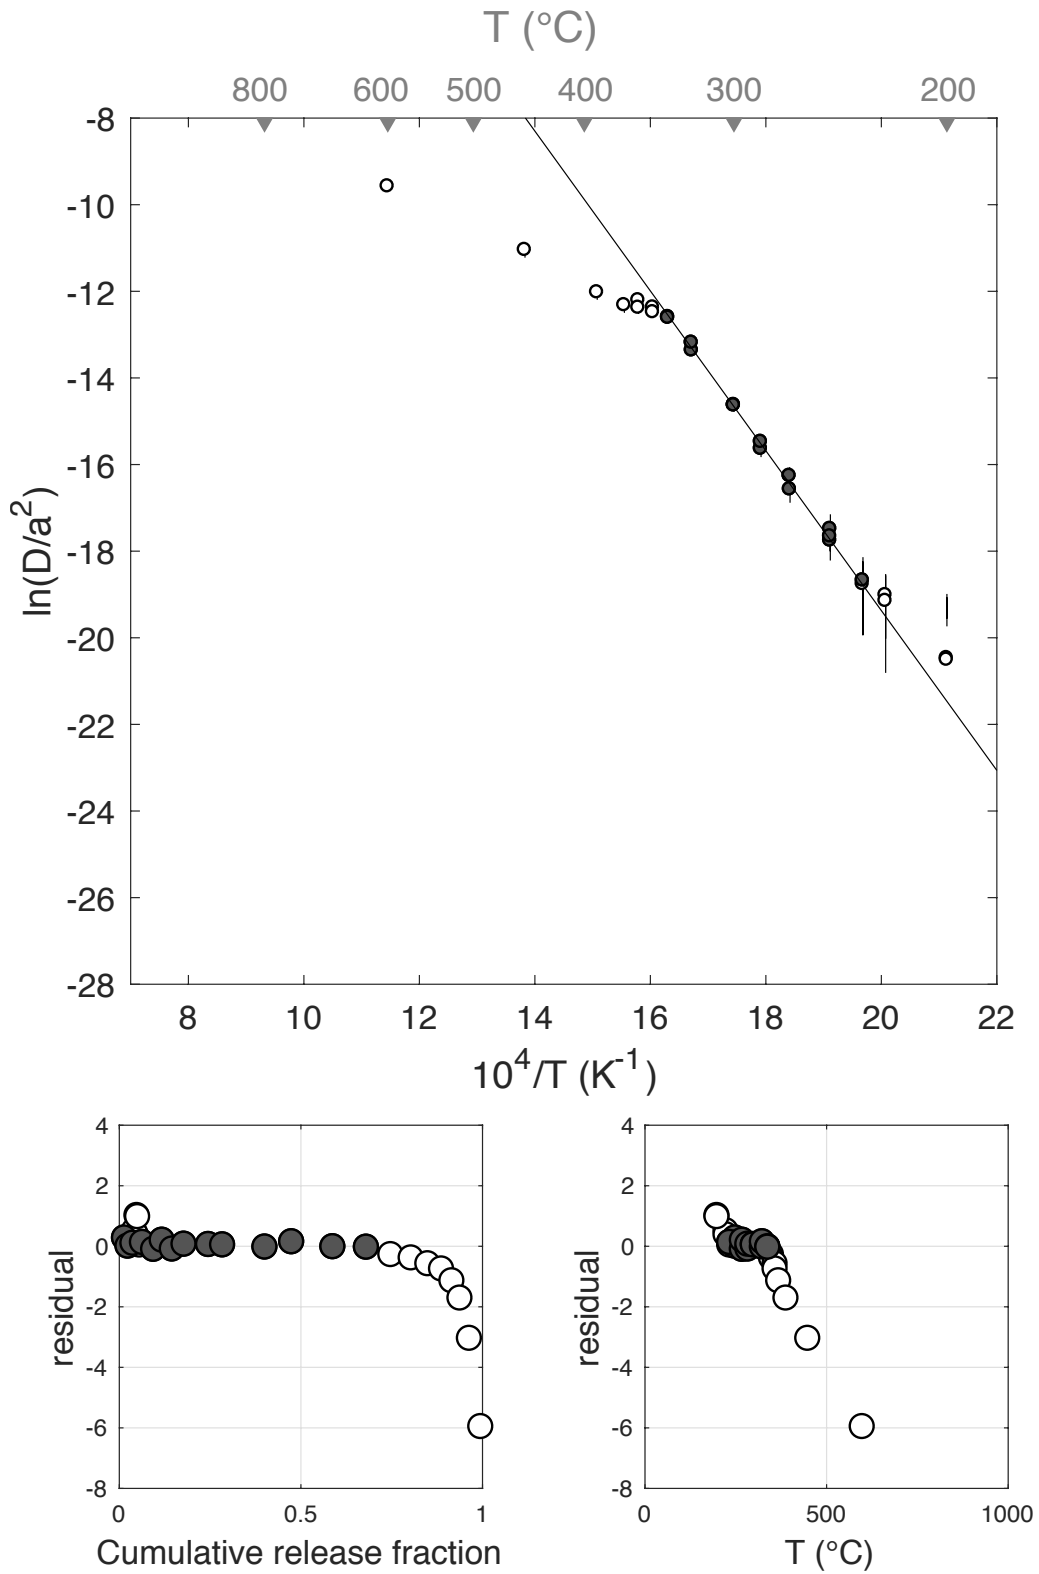 T (°C)
800 600 500 400 300 200
-8
-10
-12
-14
-16
-18
-20
-22
-24
-26
-28
ln(D/a²)
8 10 12 14 16 18 20 22
10⁴/T (K⁻¹)
4
2
0
-2
-4
-6
-8
residual
0 0.5 1
Cumulative release fraction
4
2
0
-2
-4
-6
-8
residual
0 500 1000
T (°C)